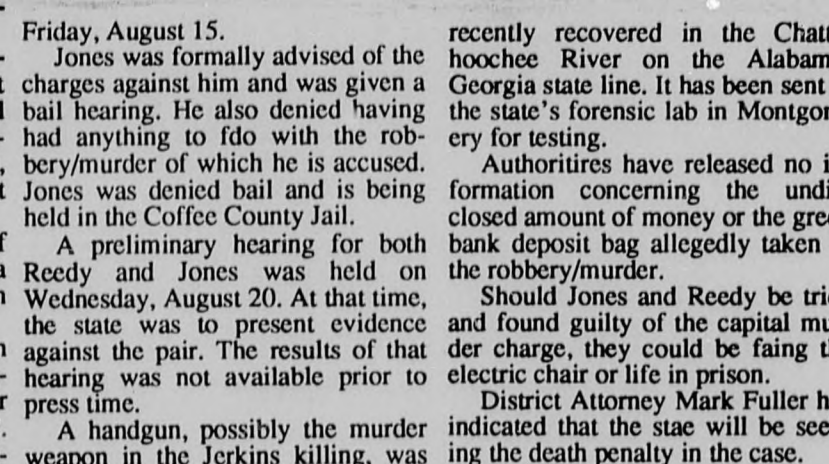 Friday, August 15.
Jones was formally advised of the
charges against him and was given a
bail hearing. He also denied having
had anything to fdo with the rob-
bery/murder of which he is accused.
Jones was denied bail and is being
held in the Coffee County Jail.
A preliminary hearing for both
Reedy and Jones was held on
Wednesday, August 20. At that time,
the state was to present evidence
against the pair. The results of that
hearing was not available prior to
press time.
A handgun, possibly the murder
weapon in the Jerkins killing, was
recently recovered in the Chatt
hoochee River on the Alabam
Georgia state line. It has been sent
the state's forensic lab in Montgom
ery for testing.
Authoritires have released no i
formation concerning the undi
closed amount of money or the gre
bank deposit bag allegedly taken
the robbery/murder.
Should Jones and Reedy be trie
and found guilty of the capital mu
der charge, they could be faing t
electric chair or life in prison.
District Attorney Mark Fuller h
indicated that the stae will be see
ing the death penalty in the case.